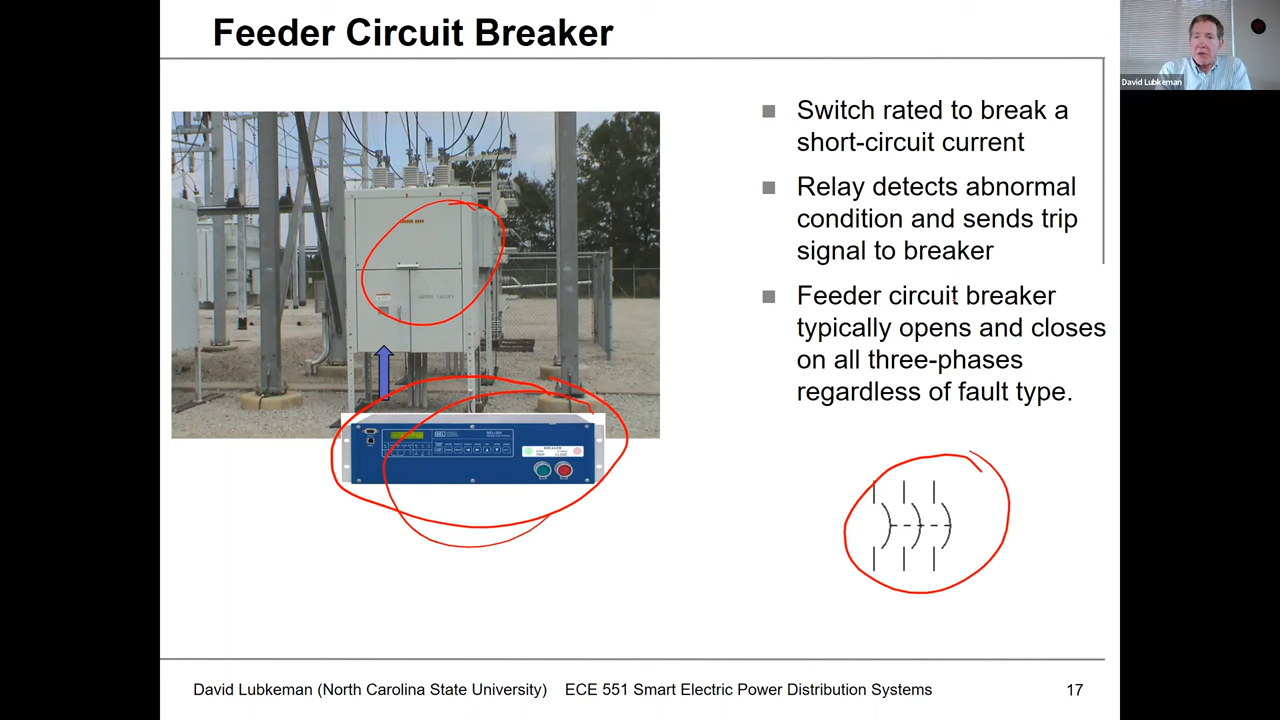 Feeder Circuit Breaker
David Lubkeman
Switch rated to break a
short-circuit current
Relay detects abnormal
condition and sends trip
signal to breaker
Feeder circuit breaker
typically opens and closes
on all three-phases
regardless of fault type.
BREAKER
David Lubkeman (North Carolina State University) ECE 551 Smart Electric Power Distribution Systems 17